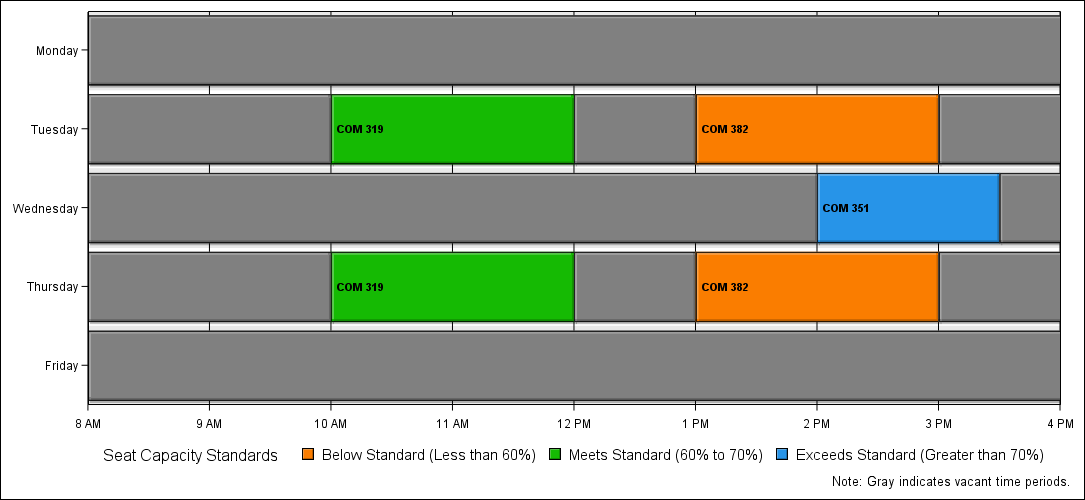 Monday
Tuesday
COM 319
COM 382
Wednesday
COM 351
Thursday
COM 319
COM 382
Friday
8 AM 9 AM 10 AM 11 AM 12 PM 1 PM 2 PM 3 PM 4 PM
Seat Capacity Standards Below Standard (Less than 60%) Meets Standard (60% to 70%) Exceeds Standard (Greater than 70%)
Note: Gray indicates vacant time periods.